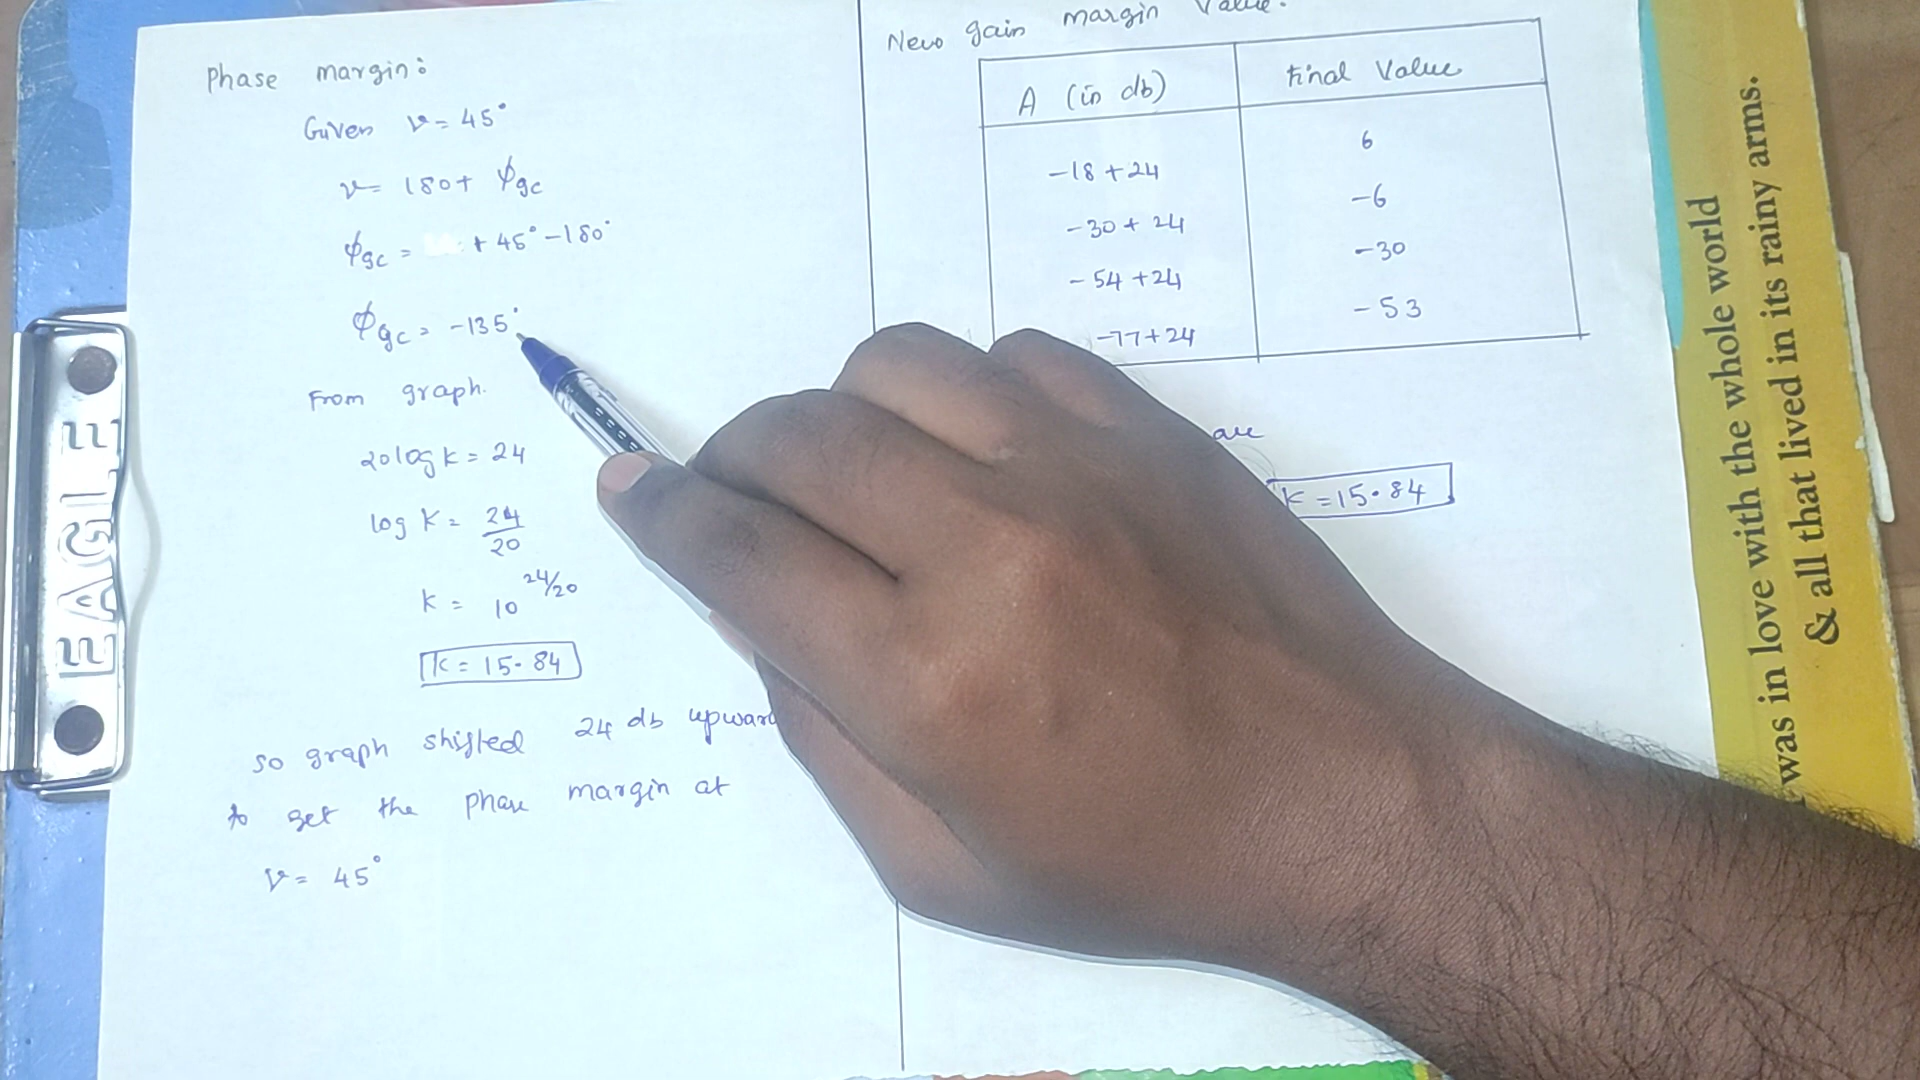 Phase margin:
Given γ = 45°
γ = 180 + φgc
φgc = + 45° - 180°
φgc = -135°
From graph.
20 log K = 24
log K = 24/20
K = 10^24/20
K = 15.84
so graph shifted 24 db upward
to get the phase margin at
γ = 45°
New gain margin value.
A (in db) Final Value
-18 + 24 6
-30 + 24 -6
-54 + 24 -30
-77 + 24 -53
are
K = 15.84
EAGLE
was in love with the whole world
& all that lived in its rainy arms.